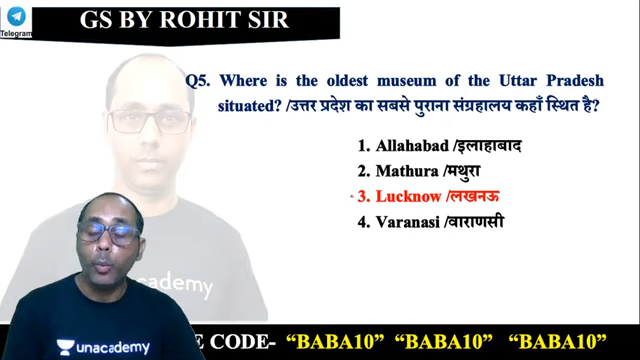 GS BY ROHIT SIR
Telegram
Q5. Where is the oldest museum of the Uttar Pradesh
situated? /उत्तर प्रदेश का सबसे पुराना संग्रहालय कहाँ स्थित है?
1. Allahabad /इलाहाबाद
2. Mathura /मथुरा
3. Lucknow /लखनऊ
4. Varanasi /वाराणसी
academy
unacademy
E CODE- “BABA10” “BABA10” “BABA10”